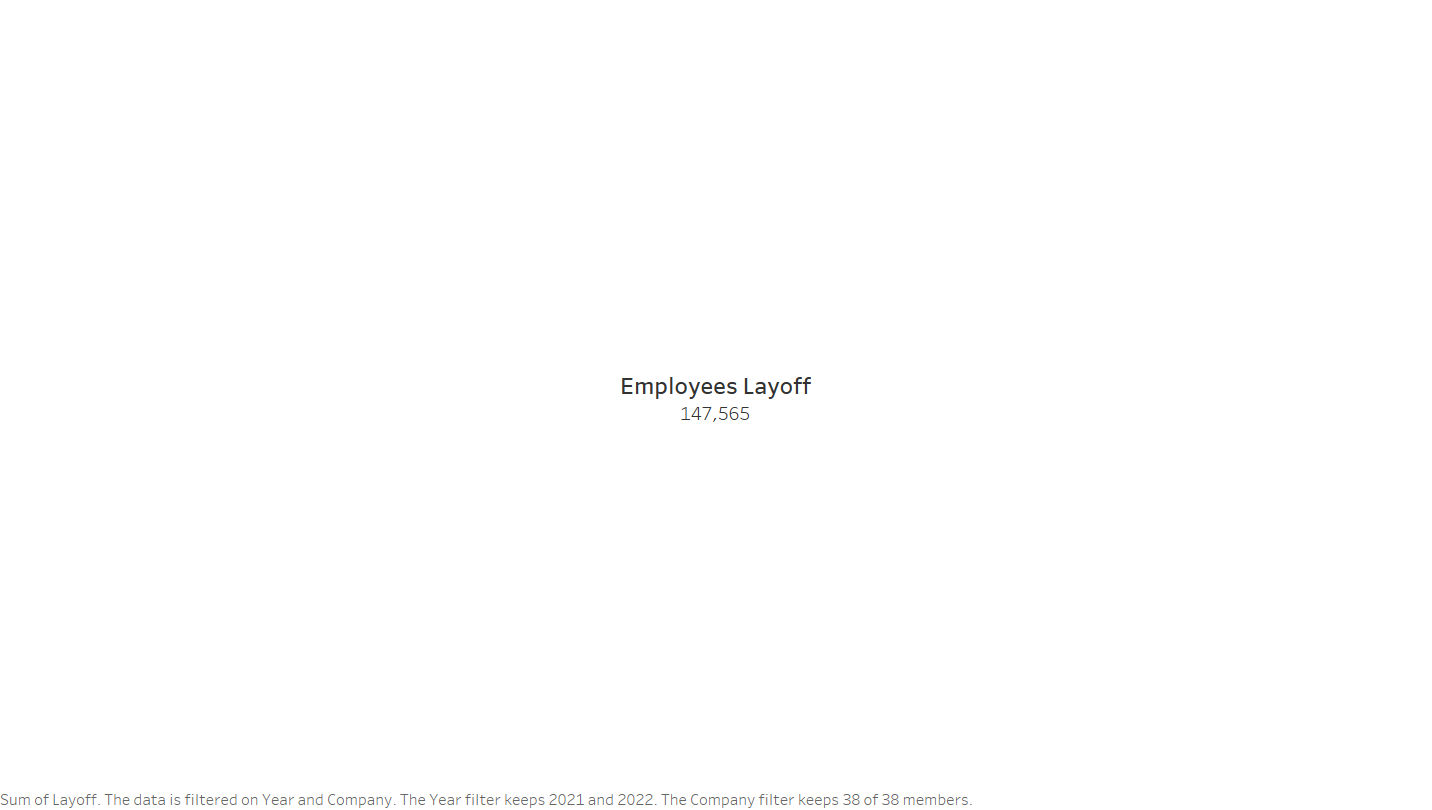 Employees Layoff
147,565
Sum of Layoff. The data is filtered on Year and Company. The Year filter keeps 2021 and 2022. The Company filter keeps 38 of 38 members.